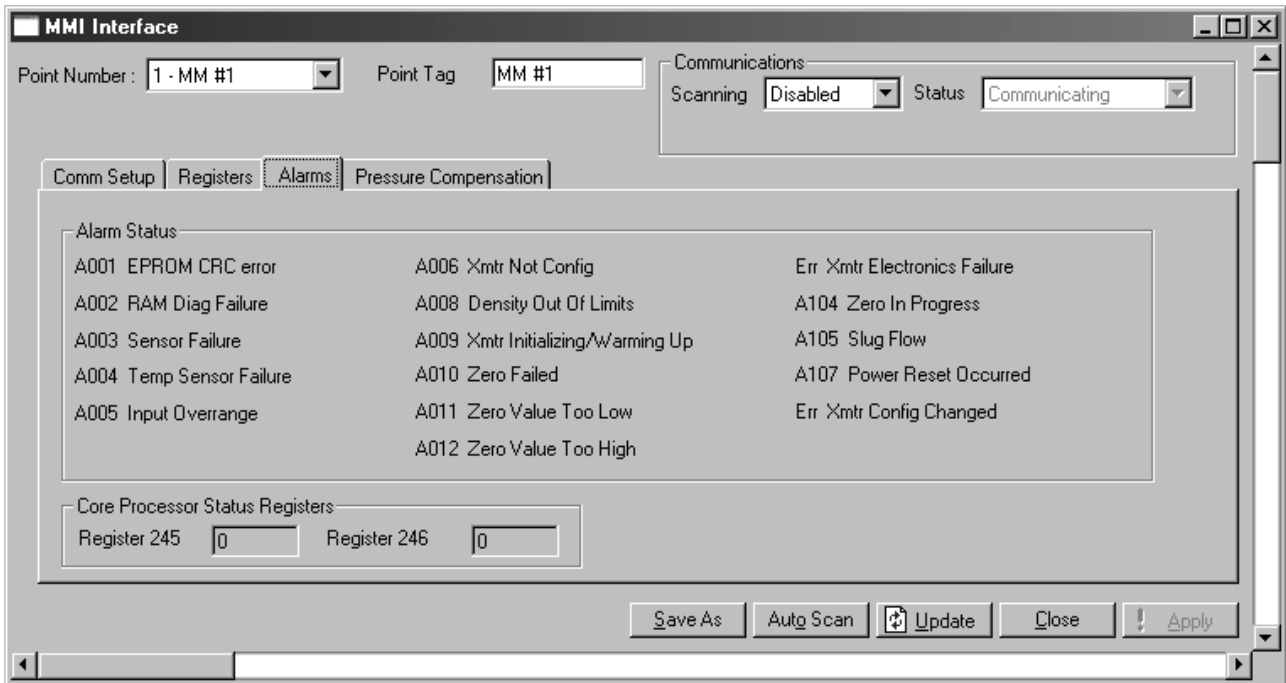 MMI Interface
Point Number : 1 - MM #1 Point Tag MM #1
Communications
Scanning Disabled Status Communicating
Comm Setup Registers Alarms Pressure Compensation
Alarm Status
A001 EPROM CRC error A006 Xmtr Not Config Err Xmtr Electronics Failure
A002 RAM Diag Failure A008 Density Out Of Limits A104 Zero In Progress
A003 Sensor Failure A009 Xmtr Initializing/Warming Up A105 Slug Flow
A004 Temp Sensor Failure A010 Zero Failed A107 Power Reset Occurred
A005 Input Overrange A011 Zero Value Too Low Err Xmtr Config Changed
A012 Zero Value Too High
Core Processor Status Registers
Register 245 0 Register 246 0
Save As Auto Scan Update Close ! Apply